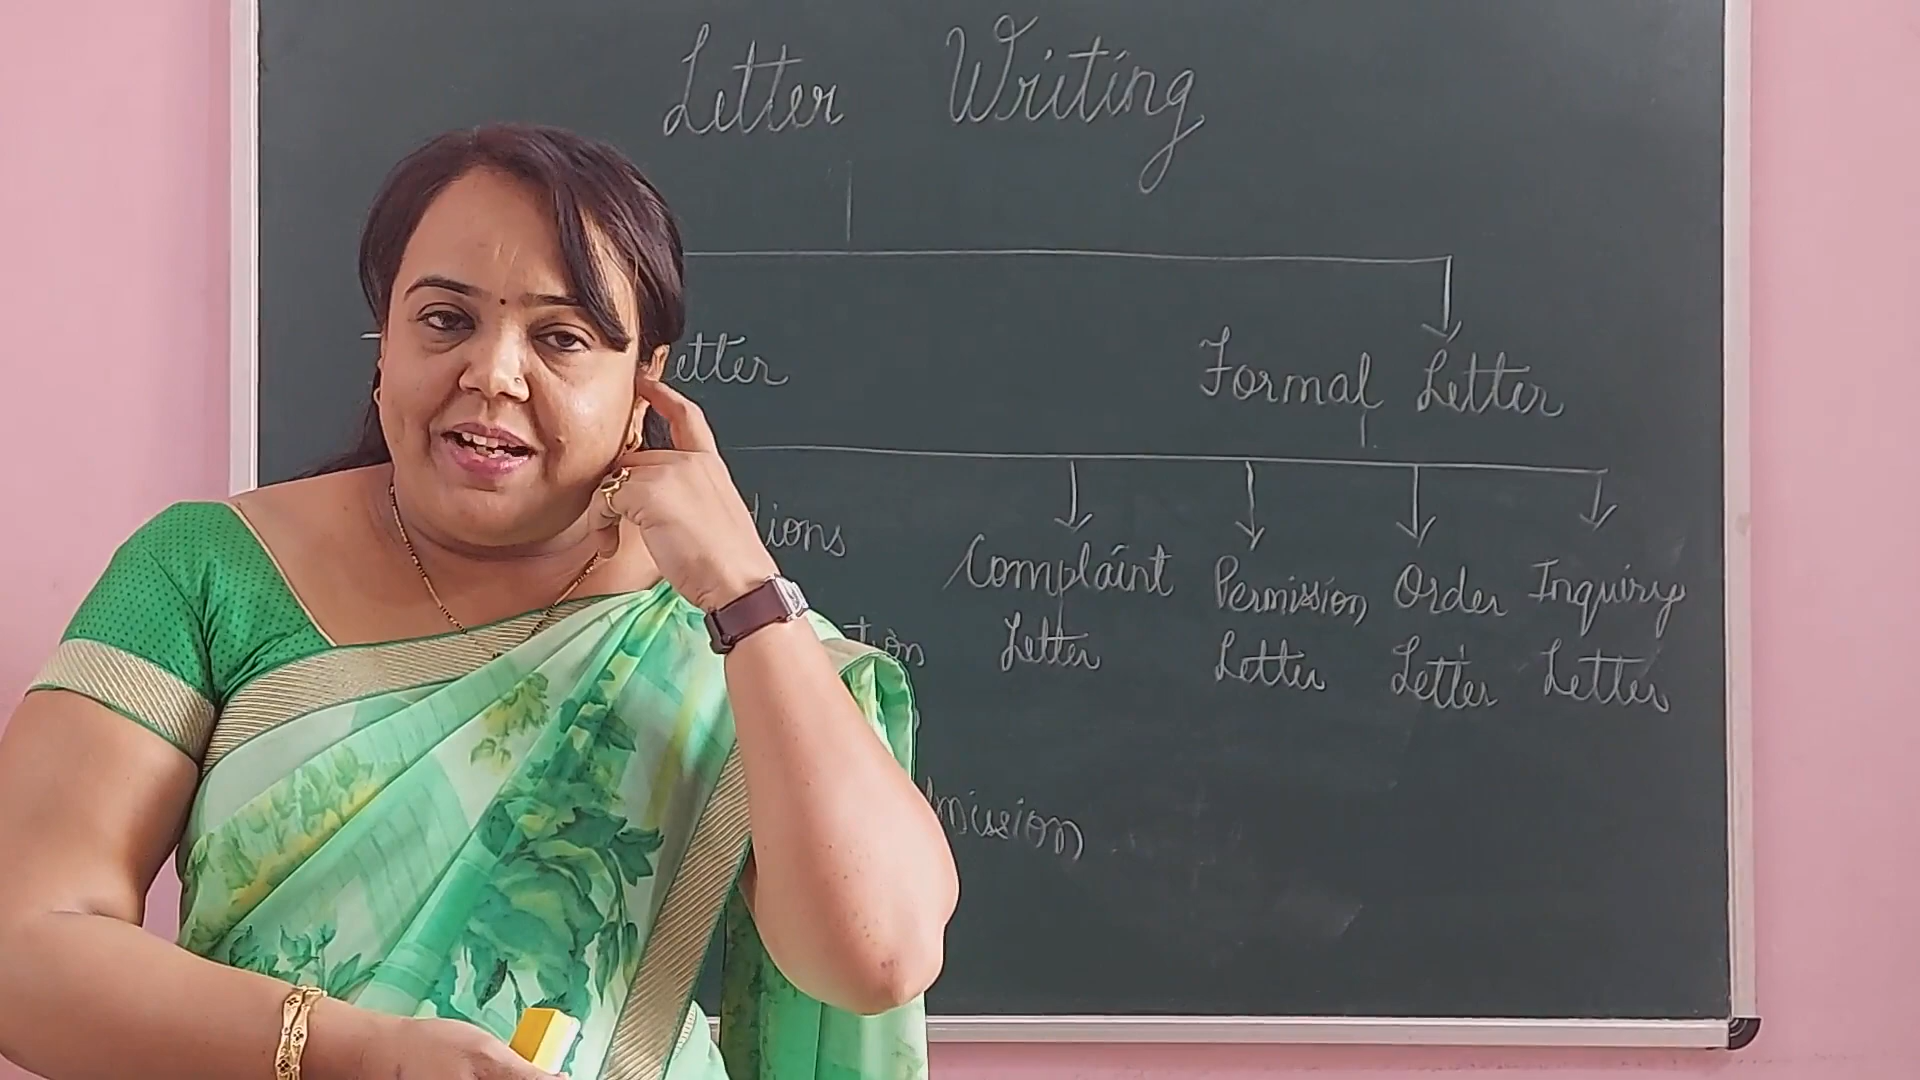 Letter Writing
Formal Letter
Complaint Letter
Permission Letter
Order Letter
Inquiry Letter